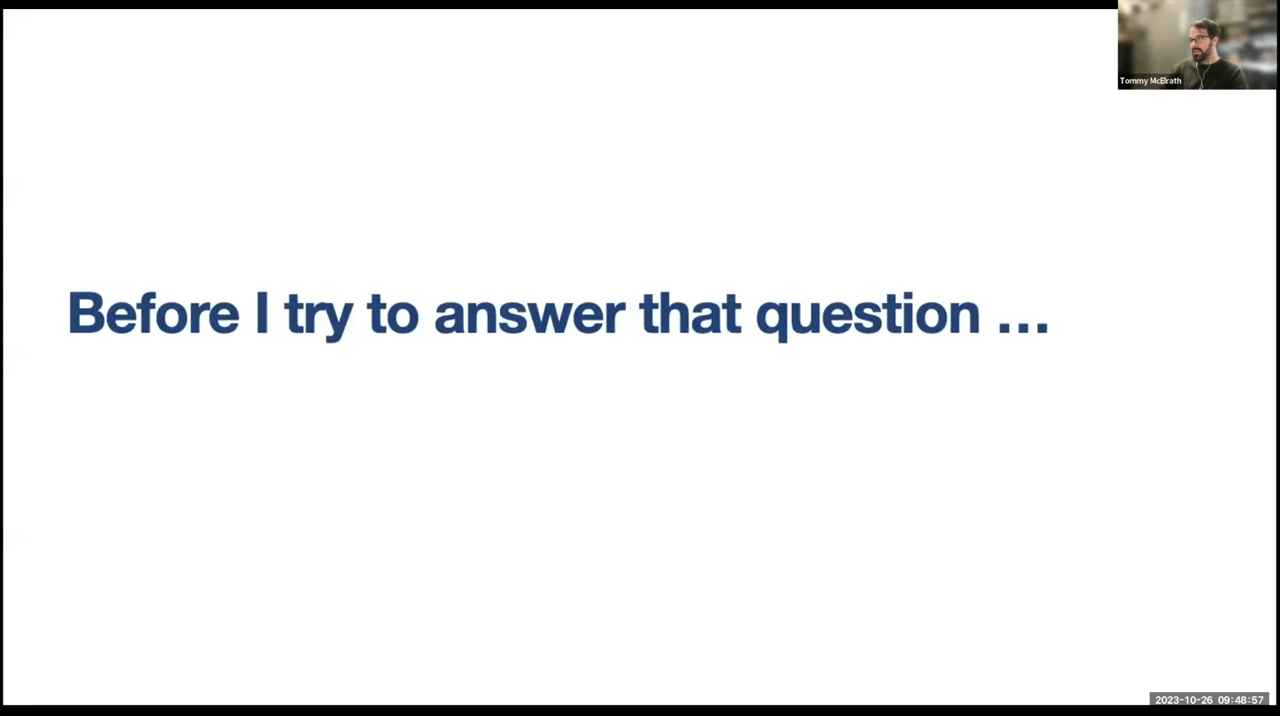 Tommy McElrath
Before I try to answer that question …
2023-10-26 09:48:57